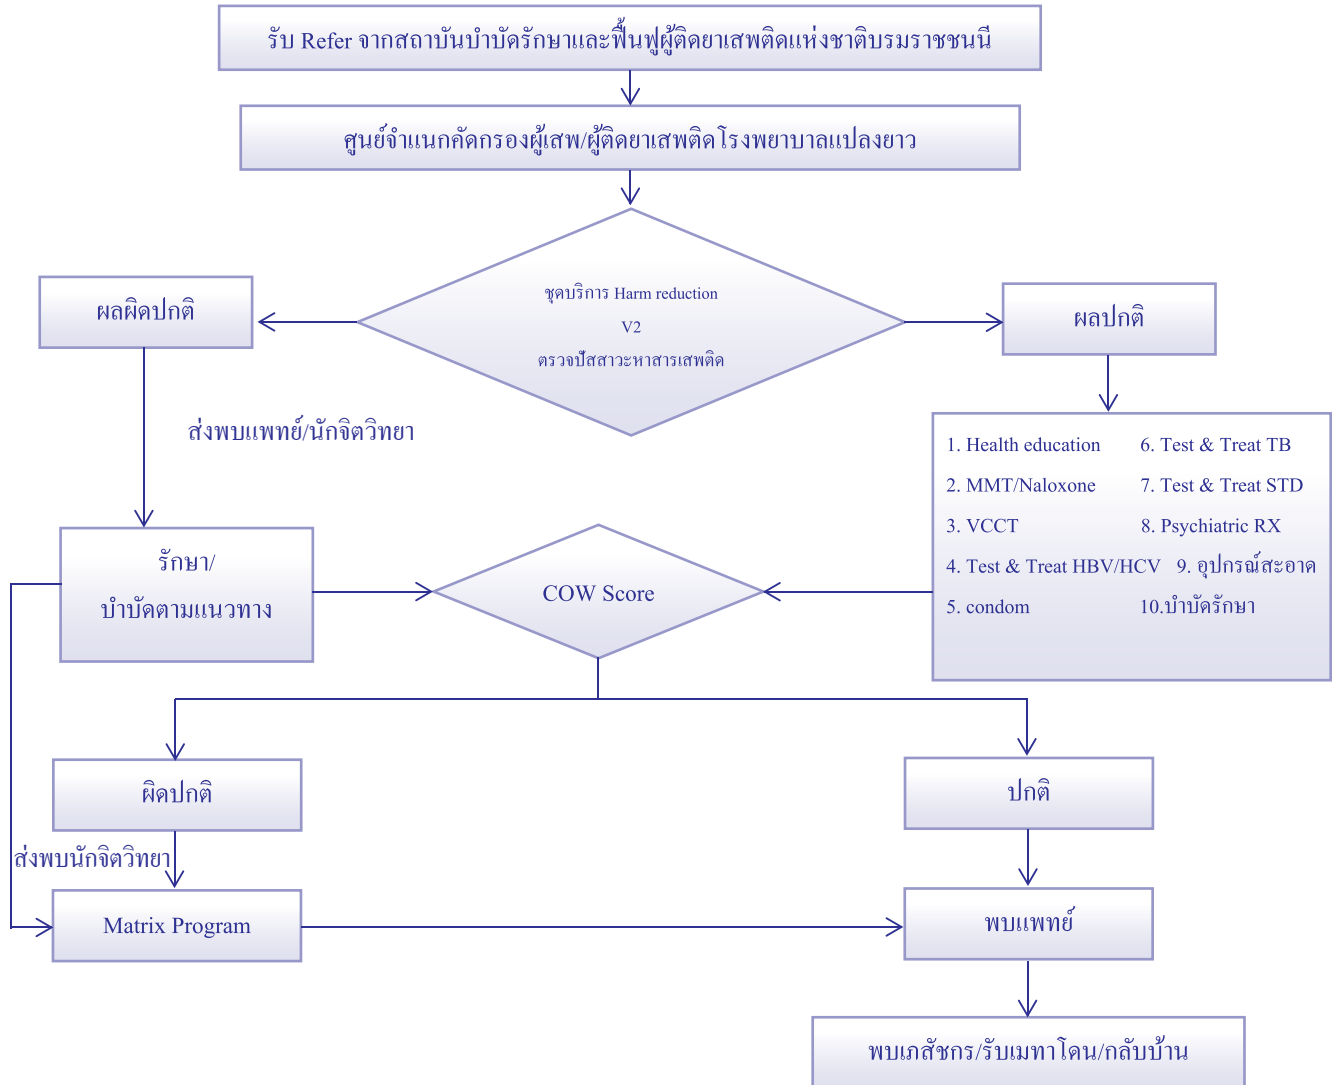 รับ Refer จากสถาบันบำบัดรักษาและฟื้นฟูผู้ติดยาเสพติดแห่งชาติบรมราชชนนี
ศูนย์จำแนกคัดกรองผู้เสพ/ผู้ติดยาเสพติดโรงพยาบาลแปลงยาว
ชุดบริการ Harm reduction
V2
ตรวจปัสสาวะหาสารเสพติด
ผลผิดปกติ
ผลปกติ
ส่งพบแพทย์/นักจิตวิทยา
1. Health education 6. Test & Treat TB
2. MMT/Naloxone 7. Test & Treat STD
3. VCCT 8. Psychiatric RX
4. Test & Treat HBV/HCV 9. อุปกรณ์สะอาด
5. condom 10.บำบัดรักษา
รักษา/
บำบัดตามแนวทาง
COW Score
ผิดปกติ
ปกติ
ส่งพบนักจิตวิทยา
Matrix Program
พบแพทย์
พบเภสัชกร/รับเมทาโดน/กลับบ้าน